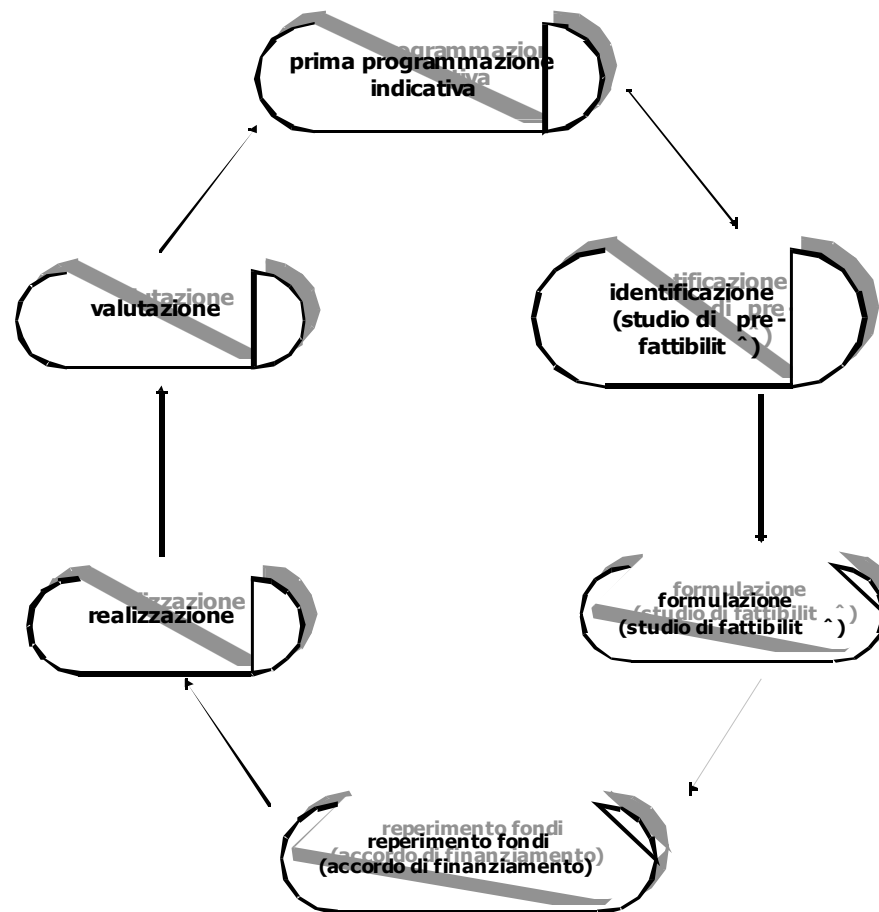 prima programmazione
indicativa
valutazione
identificazione
(studio di pre-
fattibilit ^)
realizzazione
formulazione
(studio di fattibilit ^)
reperimento fondi
(accordo di finanziamento)